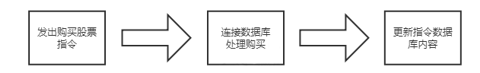 发出购买股票
指令
连接数据库
处理购买
更新指令数据
库内容